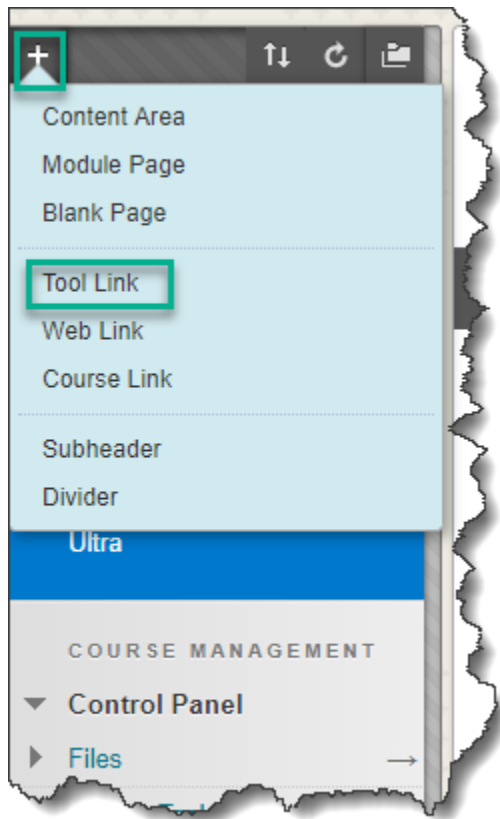 Content Area
Module Page
Blank Page
Tool Link
Web Link
Course Link
Subheader
Divider
Ultra
COURSE MANAGEMENT
Control Panel
Files